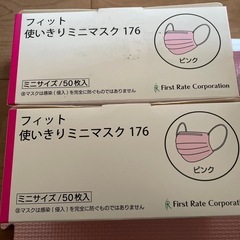 フィット
使いきりミニマスク 176
ピンク
ミニサイズ/50枚入
※マスクは感染(侵入)を完全に防ぐものではありません
First Rate Corporation
フィット
使いきりミニマスク 176
ピンク
ミニサイズ/50枚入
※マスクは感染(侵入)を完全に防ぐものではありません
First Rate Corporation